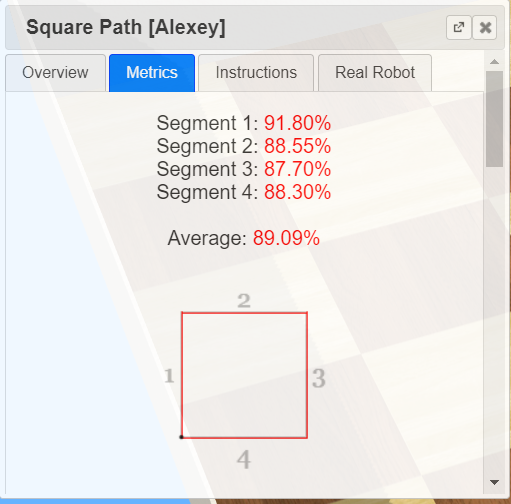 Square Path [Alexey]
Overview Metrics Instructions Real Robot
Segment 1: 91.80%
Segment 2: 88.55%
Segment 3: 87.70%
Segment 4: 88.30%
Average: 89.09%
2
1 3
4